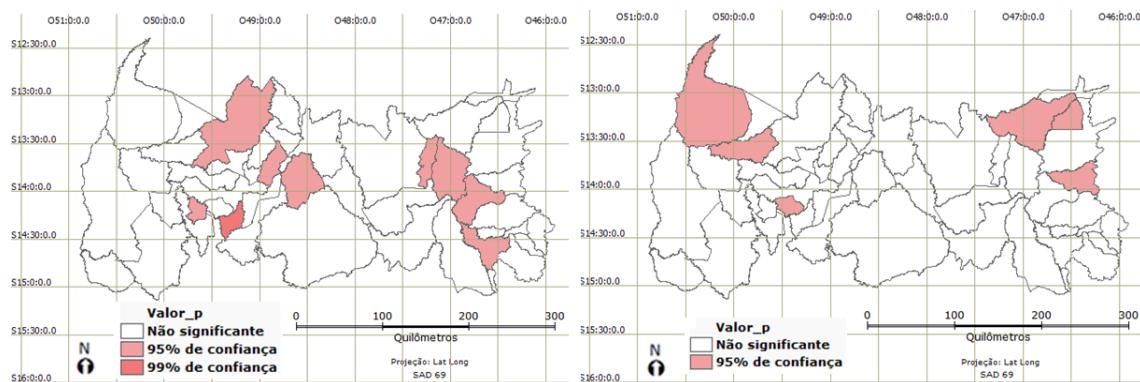 O51:0:0.0 O50:0:0.0 O49:0:0.0 O48:0:0.0 O47:0:0.0 O46:0:0.0
S12:30:0.0
S13:0:0.0
S13:30:0.0
S14:0:0.0
S14:30:0.0
S15:0:0.0
S15:30:0.0
S16:0:0.0
Valor_p
Não significante
95% de confiança
99% de confiança
N
0 100 200 300
Quilômetros
Projeção: Lat Long
SAD 69
O51:0:0.0 O50:0:0.0 O49:0:0.0 O48:0:0.0 O47:0:0.0 O46:0:0.0
S12:30:0.0
S13:0:0.0
S13:30:0.0
S14:0:0.0
S14:30:0.0
S15:0:0.0
S15:30:0.0
S16:0:0.0
Valor_p
Não significante
95% de confiança
N
0 100 200 300
Quilômetros
Projeção: Lat Long
SAD 69